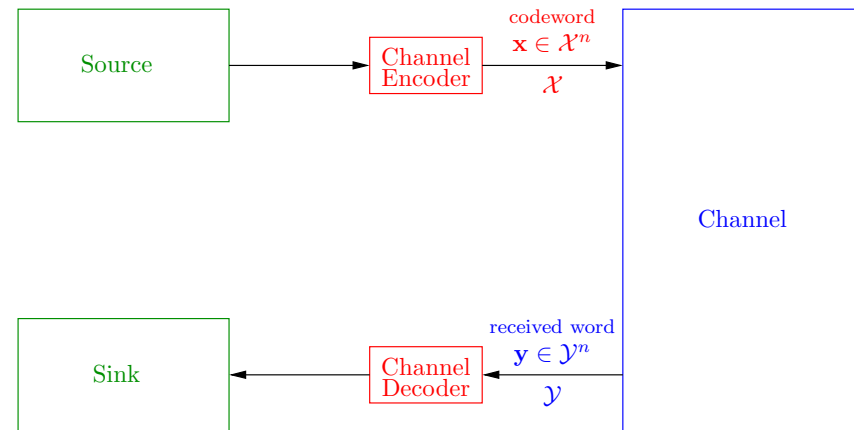 Source
Channel
Encoder
codeword
𝐱 ∈ 𝒳ⁿ
𝒳
Channel
Sink
Channel
Decoder
received word
𝐲 ∈ 𝒴ⁿ
𝒴